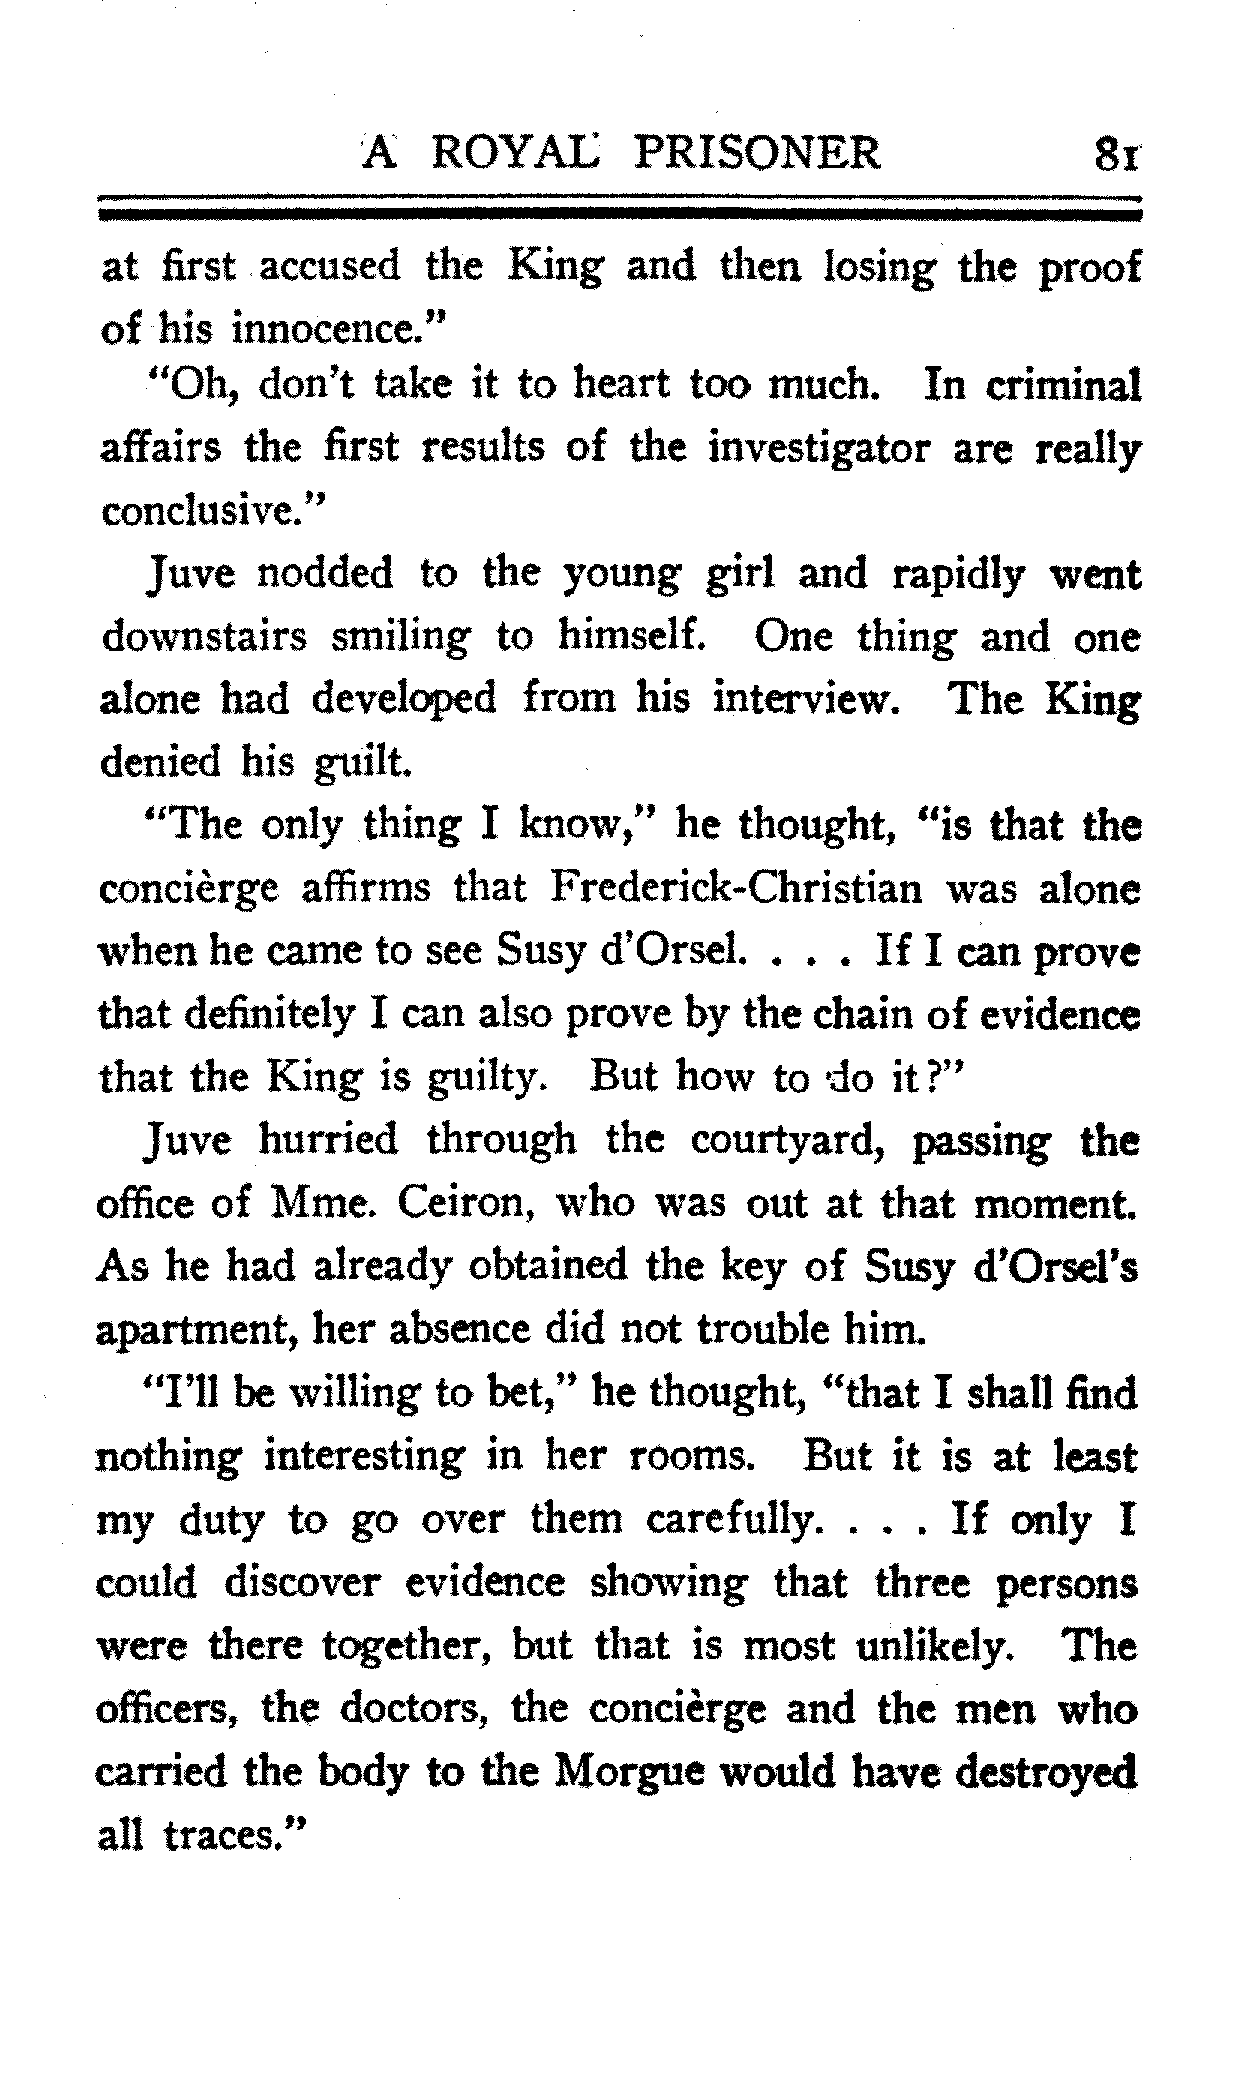 A ROYAL PRISONER 81
at first accused the King and then losing the proof
of his innocence."
"Oh, don't take it to heart too much. In criminal
affairs the first results of the investigator are really
conclusive."
Juve nodded to the young girl and rapidly went
downstairs smiling to himself. One thing and one
alone had developed from his interview. The King
denied his guilt.
"The only thing I know," he thought, "is that the
concièrge affirms that Frederick-Christian was alone
when he came to see Susy d'Orsel. . . . If I can prove
that definitely I can also prove by the chain of evidence
that the King is guilty. But how to do it?"
Juve hurried through the courtyard, passing the
office of Mme. Ceiron, who was out at that moment.
As he had already obtained the key of Susy d'Orsel's
apartment, her absence did not trouble him.
"I'll be willing to bet," he thought, "that I shall find
nothing interesting in her rooms. But it is at least
my duty to go over them carefully. . . . If only I
could discover evidence showing that three persons
were there together, but that is most unlikely. The
officers, the doctors, the concièrge and the men who
carried the body to the Morgue would have destroyed
all traces."